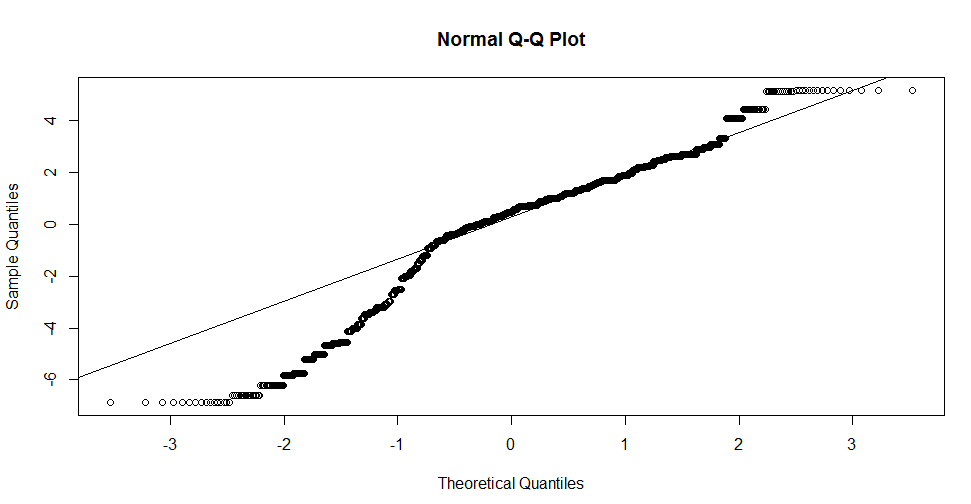 Normal Q-Q Plot
Sample Quantiles
4
2
0
-2
-4
-6
-3 -2 -1 0 1 2 3
Theoretical Quantiles